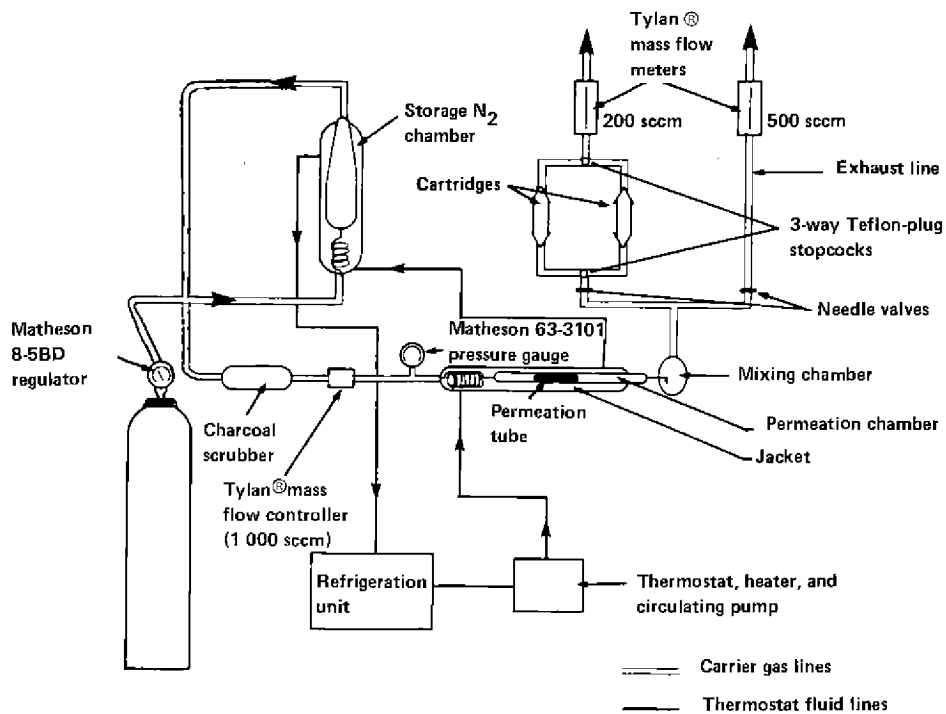 Tylan ®
mass flow
meters
200 sccm
500 sccm
Storage N2
chamber
Exhaust line
Cartridges
3-way Teflon-plug
stopcocks
Needle valves
Matheson
8-5BD
regulator
Matheson 63-3101
pressure gauge
Mixing chamber
Charcoal
scrubber
Permeation
tube
Permeation chamber
Jacket
Tylan®mass
flow controller
(1 000 sccm)
Refrigeration
unit
Thermostat, heater, and
circulating pump
Carrier gas lines
Thermostat fluid lines